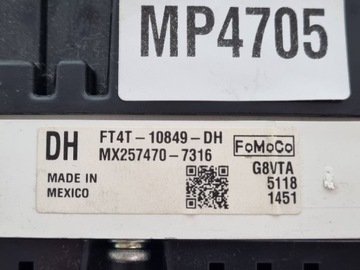 MP4705
DH FT4T-10849-DH FoMoCo
MX257470-7316 G8VTA
MADE IN MEXICO 5118
1451